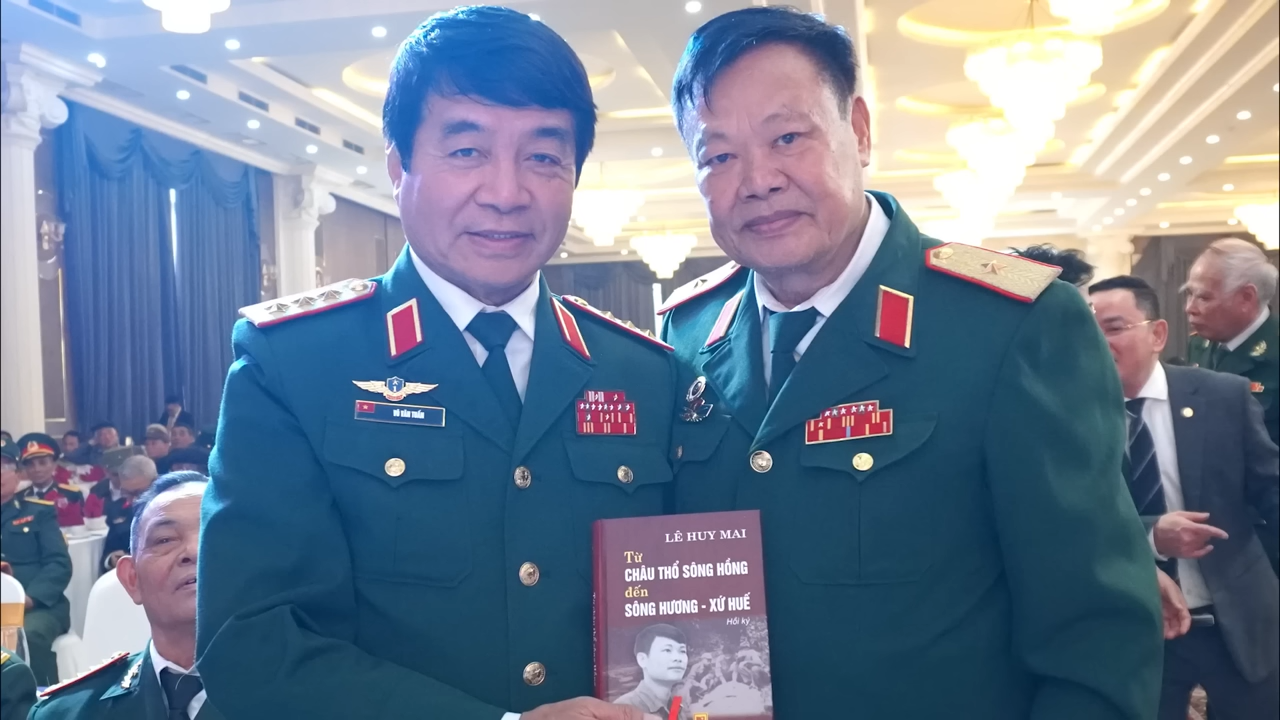 VÕ VĂN TUẤN
LÊ HUY MAI
Từ
CHÂU THỔ SÔNG HỒNG
đến
SÔNG HƯƠNG - XỨ HUẾ
Hồi ký